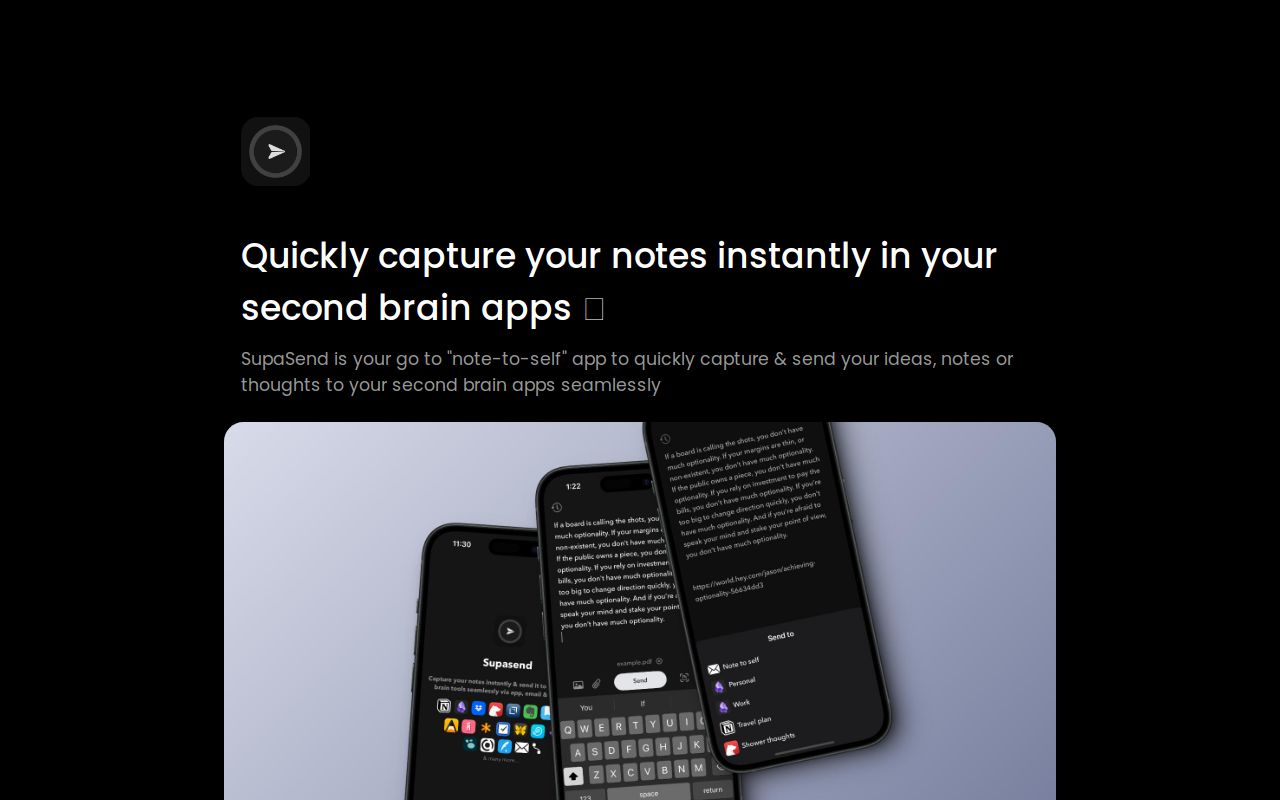 Quickly capture your notes instantly in your
second brain apps
SupaSend is your go to "note-to-self" app to quickly capture & send your ideas, notes or
thoughts to your second brain apps seamlessly
11:30
Supasend
Capture your notes instantly & send it to
brain tools seamlessly via app, email &
& many more..
1:22
If a board is calling the shots, you
much optionality. If your margins
non-existent, you don't have much
If the public owns a piece, you don
optionality. If you rely on investmen
bills, you don't have much optionali
too big to change direction quickly,
have much optionality. And if you're
speak your mind and stake your point
you don't have much optionality.
example.pdf
Send
You
If
Q W E R T Y U I
A S D F G H J K
Z X C V B N M
123
space
return
If a board is calling the shots, you don't have
much optionality. If your margins are thin, or
non-existent, you don't have much optionality.
If the public owns a piece, you don't have much
optionality. If you rely on investment to pay the
bills, you don't have much optionality. If you're
too big to change direction quickly, you don't
have much optionality. And if you're afraid to
speak your mind and stake your point of view,
you don't have much optionality.
https://world.hey.com/jason/achieving-
optionality-56634dd3
Send to
Note to self
Personal
Work
Travel plan
Shower thoughts